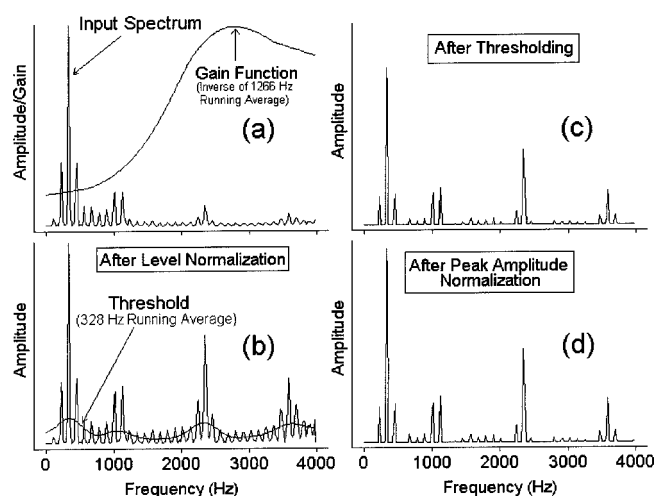 Input Spectrum
Gain Function
(Inverse of 1266 Hz
Running Average)
(a)
Amplitude/Gain
After Level Normalization
Threshold
(328 Hz Running Average)
(b)
Amplitude
0 1000 2000 3000 4000
Frequency (Hz)
After Thresholding
(c)
Amplitude
After Peak Amplitude
Normalization
(d)
Amplitude
0 1000 2000 3000 4000
Frequency (Hz)